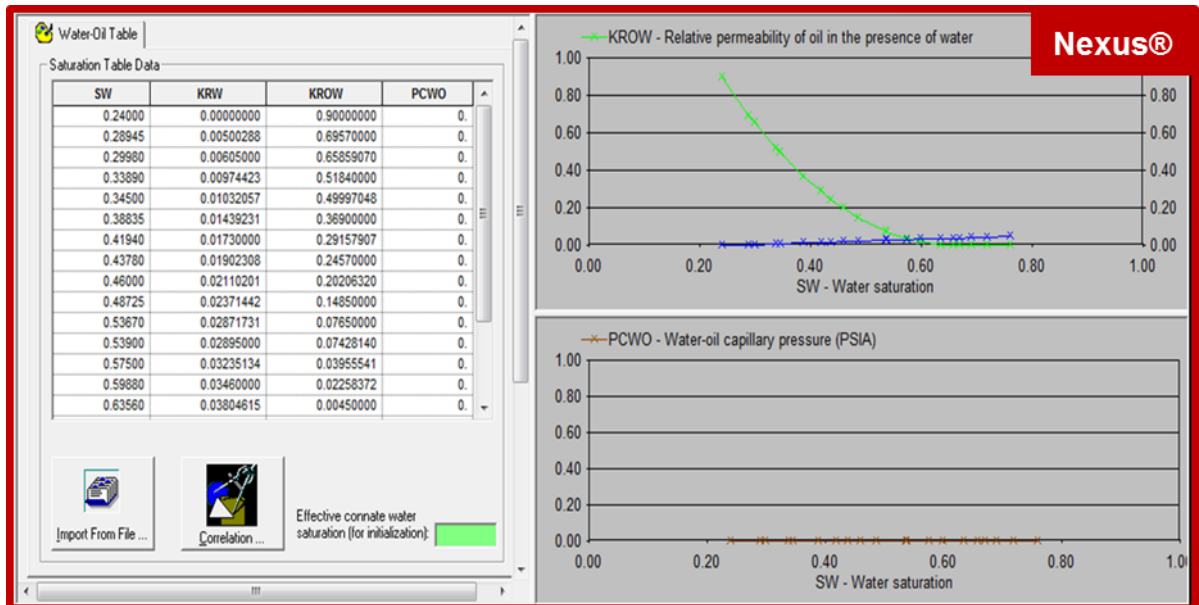 Water-Oil Table
Saturation Table Data
SW KRW KROW PCWO
0.24000 0.00000000 0.90000000 0.
0.28945 0.00500288 0.69570000 0.
0.29980 0.00605000 0.65859070 0.
0.33890 0.00974423 0.51840000 0.
0.34500 0.01032057 0.49997048 0.
0.38835 0.01439231 0.36900000 0.
0.41940 0.01730000 0.29157907 0.
0.43780 0.01902308 0.24570000 0.
0.46000 0.02110201 0.20206320 0.
0.48725 0.02371442 0.14850000 0.
0.53670 0.02871731 0.07650000 0.
0.53900 0.02895000 0.07428140 0.
0.57500 0.03235134 0.03955541 0.
0.59880 0.03460000 0.02258372 0.
0.63560 0.03804615 0.00450000 0.
Import From File ...
Correlation ...
Effective connate water
saturation (for initialization):
Nexus®
KROW - Relative permeability of oil in the presence of water
1.00
0.80 0.80
0.60 0.60
0.40 0.40
0.20 0.20
0.00 0.00
0.00 0.20 0.40 0.60 0.80 1.00
SW - Water saturation
PCWO - Water-oil capillary pressure (PSIA)
1.00
0.80
0.60
0.40
0.20
0.00
0.00 0.20 0.40 0.60 0.80 1.0
SW - Water saturation